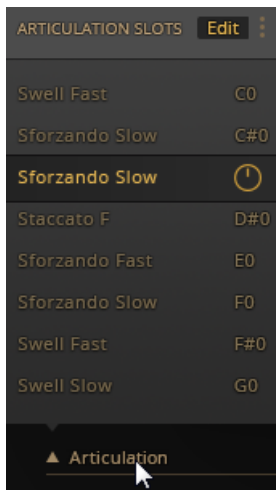 ARTICULATION SLOTS Edit
Swell Fast C0
Sforzando Slow C#0
Sforzando Slow
Staccato F D#0
Sforzando Fast E0
Sforzando Slow F0
Swell Fast F#0
Swell Slow G0
▲ Articulation